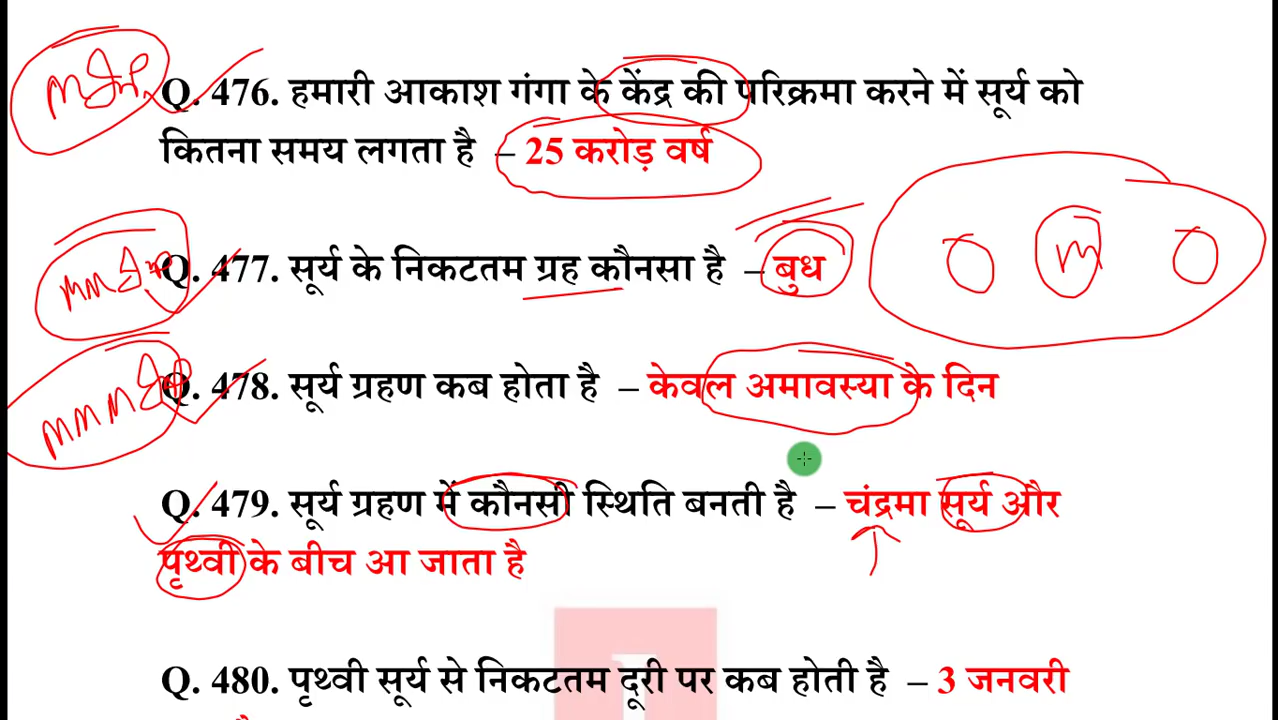 Q. 476. हमारी आकाश गंगा के केंद्र की परिक्रमा करने में सूर्य को
कितना समय लगता है – 25 करोड़ वर्ष
Q. 477. सूर्य के निकटतम ग्रह कौनसा है – बुध
M
Q. 478. सूर्य ग्रहण कब होता है – केवल अमावस्या के दिन
Q. 479. सूर्य ग्रहण में कौनसी स्थिति बनती है – चंद्रमा सूर्य और
पृथ्वी के बीच आ जाता है
Q. 480. पृथ्वी सूर्य से निकटतम दूरी पर कब होती है – 3 जनवरी